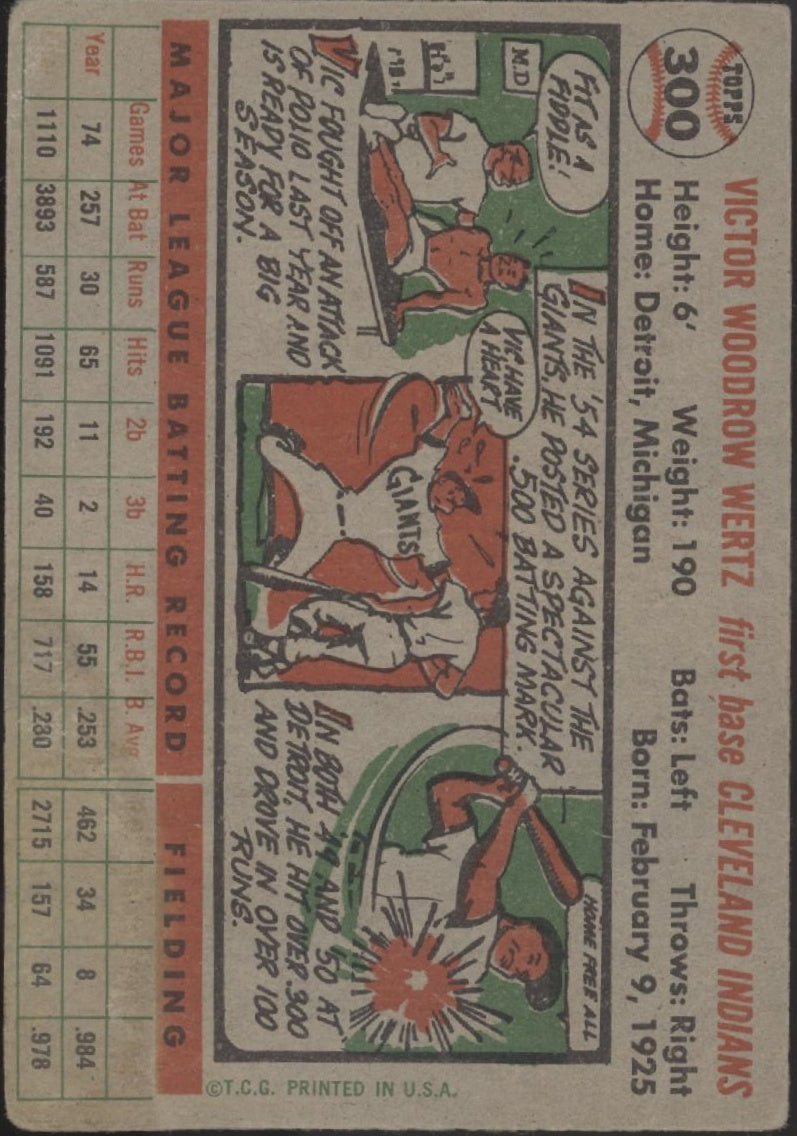 TOPPS
300
VICTOR WOODROW WERTZ first base CLEVELAND INDIANS
Height: 6' Weight: 190 Bats: Left Throws: Right
Home: Detroit, Michigan Born: February 9, 1925
FIT AS A
FIDDLE!
M.D
VIC FOUGHT OFF AN ATTACK
OF POLIO LAST YEAR AND
IS READY FOR A BIG
SEASON.
IN THE '54 SERIES AGAINST THE
GIANTS, HE POSTED A SPECTACULAR
.500 BATTING MARK.
VIC HAVE
A HEART
GIANTS
HOME FREE ALL
IN BOTH '49 AND '50 AT
DETROIT, HE HIT OVER .300
AND DROVE IN OVER 100
RUNS.
©T.C.G. PRINTED IN U.S.A.
MAJOR LEAGUE BATTING RECORD FIELDING
Games At Bat Runs Hits 2b 3b H.R. R.B.I. B. Avg
Year 74 257 30 65 11 2 14 55 .253 462 34 8 .984
1110 3893 587 1091 192 40 158 717 .280 2715 157 64 .978